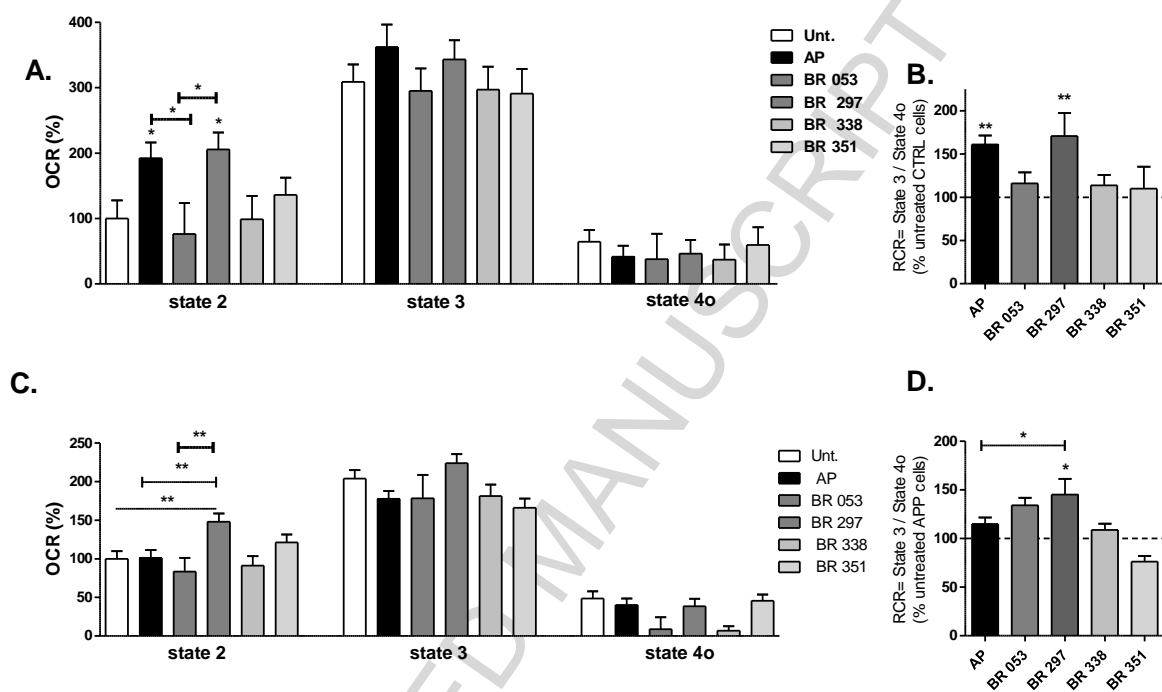 A.
OCR (%)
400
300
200
100
0
*
*
*
*
state 2
state 3
state 4o
Unt.
AP
BR 053
BR 297
BR 338
BR 351
B.
RCR= State 3 / State 4o
(% untreated CTRL cells)
200
150
100
50
0
**
**
AP
BR 053
BR 297
BR 338
BR 351
C.
OCR (%)
250
200
150
100
50
0
**
**
**
state 2
state 3
state 4o
Unt.
AP
BR 053
BR 297
BR 338
BR 351
D.
RCR= State 3 / State 4o
(% untreated APP cells)
200
150
100
50
0
*
*
AP
BR 053
BR 297
BR 338
BR 351
ED MANUSCRIPT